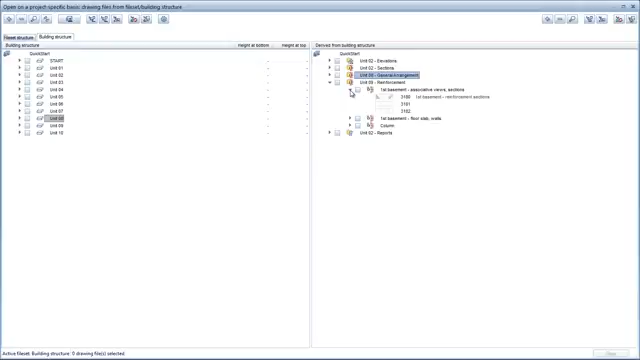 Open on a project-specific basis: drawing files from fileset/building structure
Fileset structure
Building structure
Building structure
Height at bottom
Height at top
Derived from building structure
QuickStart
START
Unit 01
Unit 02
Unit 03
Unit 04
Unit 05
Unit 06
Unit 07
Unit 08
Unit 09
Unit 10
QuickStart
Unit 02 - Elevations
Unit 02 - Sections
Unit 06 - General Arrangement
Unit 08 - Reinforcement
1st basement - associative views, sections
3100 1st basement - reinforcement sections
3101
3102
1st basement - floor slab, walls
Column
Unit 02 - Reports
Active fileset: Building structure: 0 drawing file(s) selected.